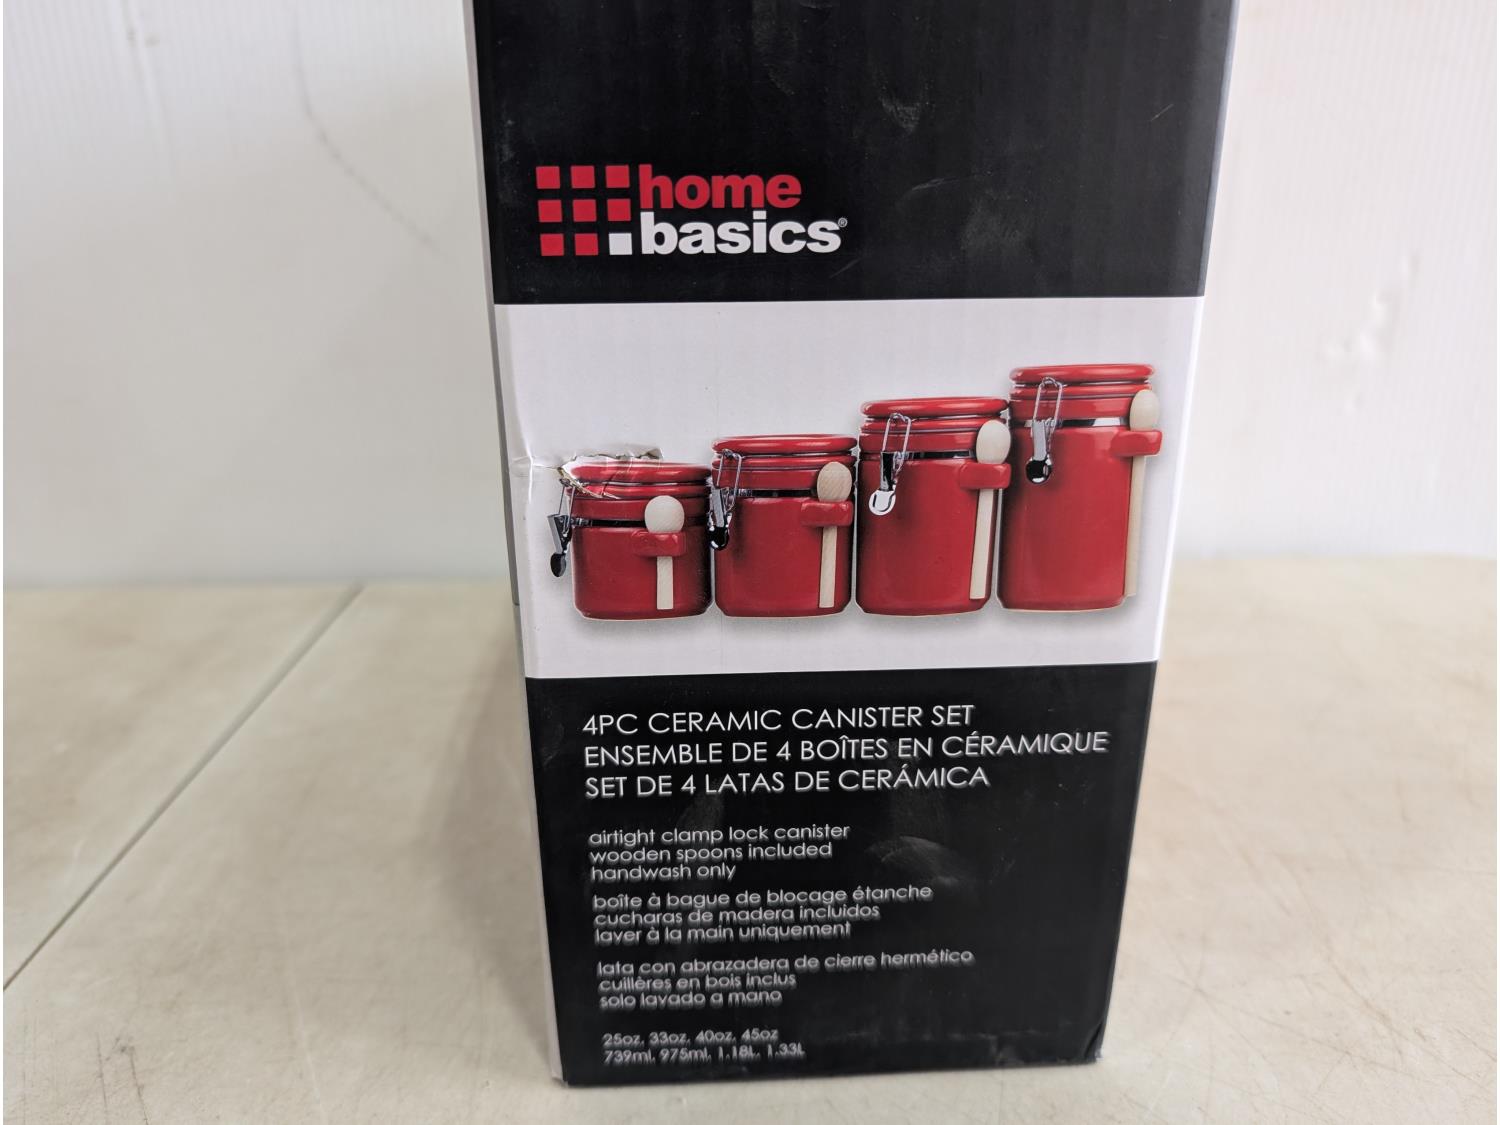 home
basics®
4PC CERAMIC CANISTER SET
ENSEMBLE DE 4 BOÎTES EN CÉRAMIQUE
SET DE 4 LATAS DE CERÁMICA
airtight clamp lock canister
wooden spoons included
handwash only
boîte à bague de blocage étanche
cucharas de madera incluidos
laver à la main uniquement
lata con abrazadera de cierre hermético
cuillères en bois inclus
solo lavado a mano
25oz, 33oz, 40oz, 45oz
739ml, 975ml, 1.18L, 1.33L